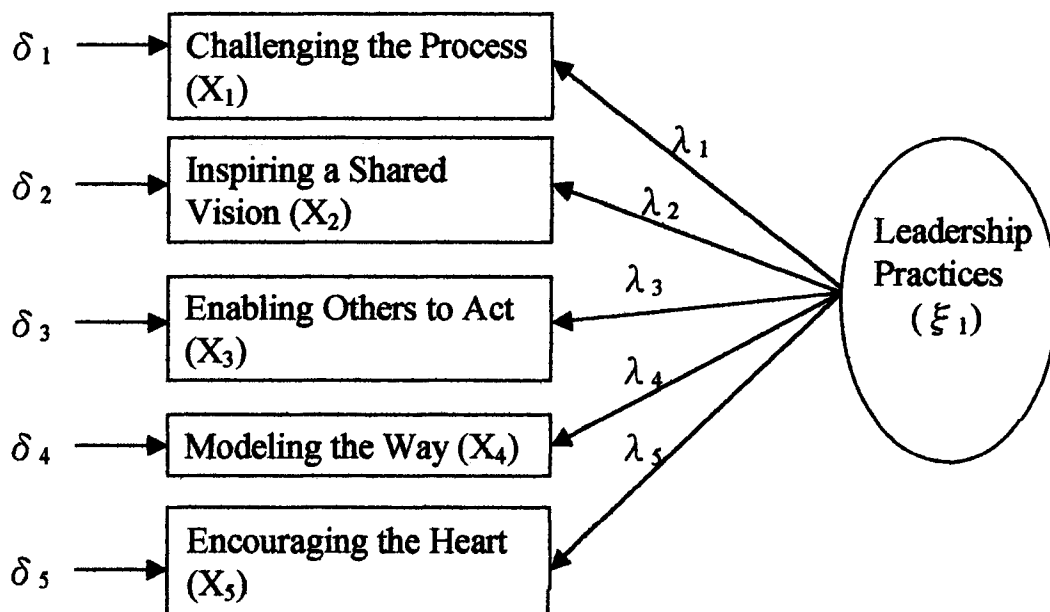 δ1
Challenging the Process
(X1)
λ1
δ2
Inspiring a Shared
Vision (X2)
λ2
Leadership
Practices
(ξ1)
δ3
Enabling Others to Act
(X3)
λ3
δ4
Modeling the Way (X4)
λ4
δ5
Encouraging the Heart
(X5)
λ5